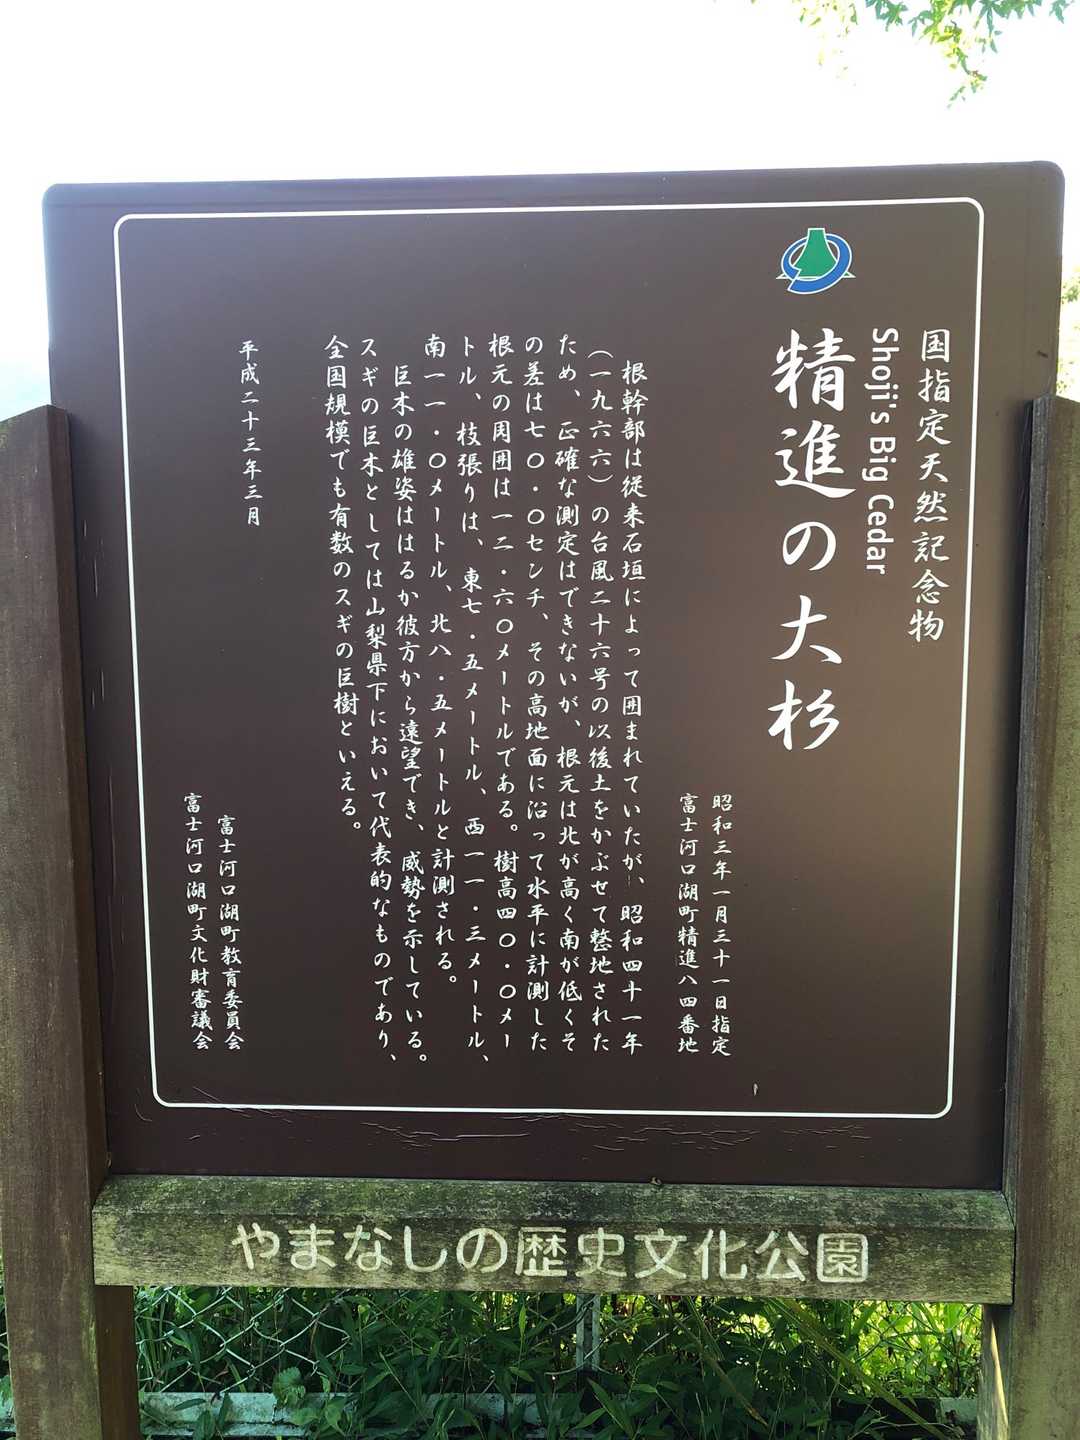 国指定天然記念物
Shoji's Big Cedar
精進の大杉
昭和三年一月三十一日指定
富士河口湖町精進八四番地
根幹部は従来石垣によって囲まれていたが、昭和四十一年
（一九六六）の台風二十六号の以後土をかぶせて整地された
ため、正確な測定はできないが、根元は北が高く南が低くそ
の差は七〇・〇センチ、その高地面に沿って水平に計測した
根元の周囲は一二・六〇メートルである。樹高四〇・〇メー
トル、枝張りは、東七・五メートル、西一一・三メートル、
南一一・〇メートル、北八・五メートルと計測される。
巨木の雄姿ははるか彼方から遠望でき、威勢を示している。
スギの巨木としては山梨県下において代表的なものであり、
全国規模でも有数のスギの巨樹といえる。
平成二十三年三月
富士河口湖町教育委員会
富士河口湖町文化財審議会
やまなしの歴史文化公園